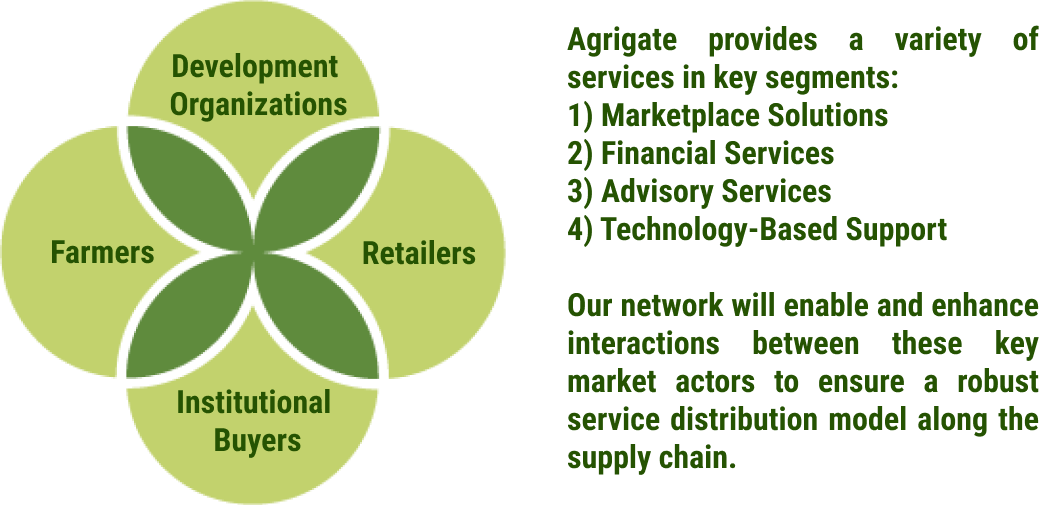 Development
Organizations
Farmers
Retailers
Institutional
Buyers
Agrigate provides a variety of
services in key segments:
1) Marketplace Solutions
2) Financial Services
3) Advisory Services
4) Technology-Based Support
Our network will enable and enhance
interactions between these key
market actors to ensure a robust
service distribution model along the
supply chain.